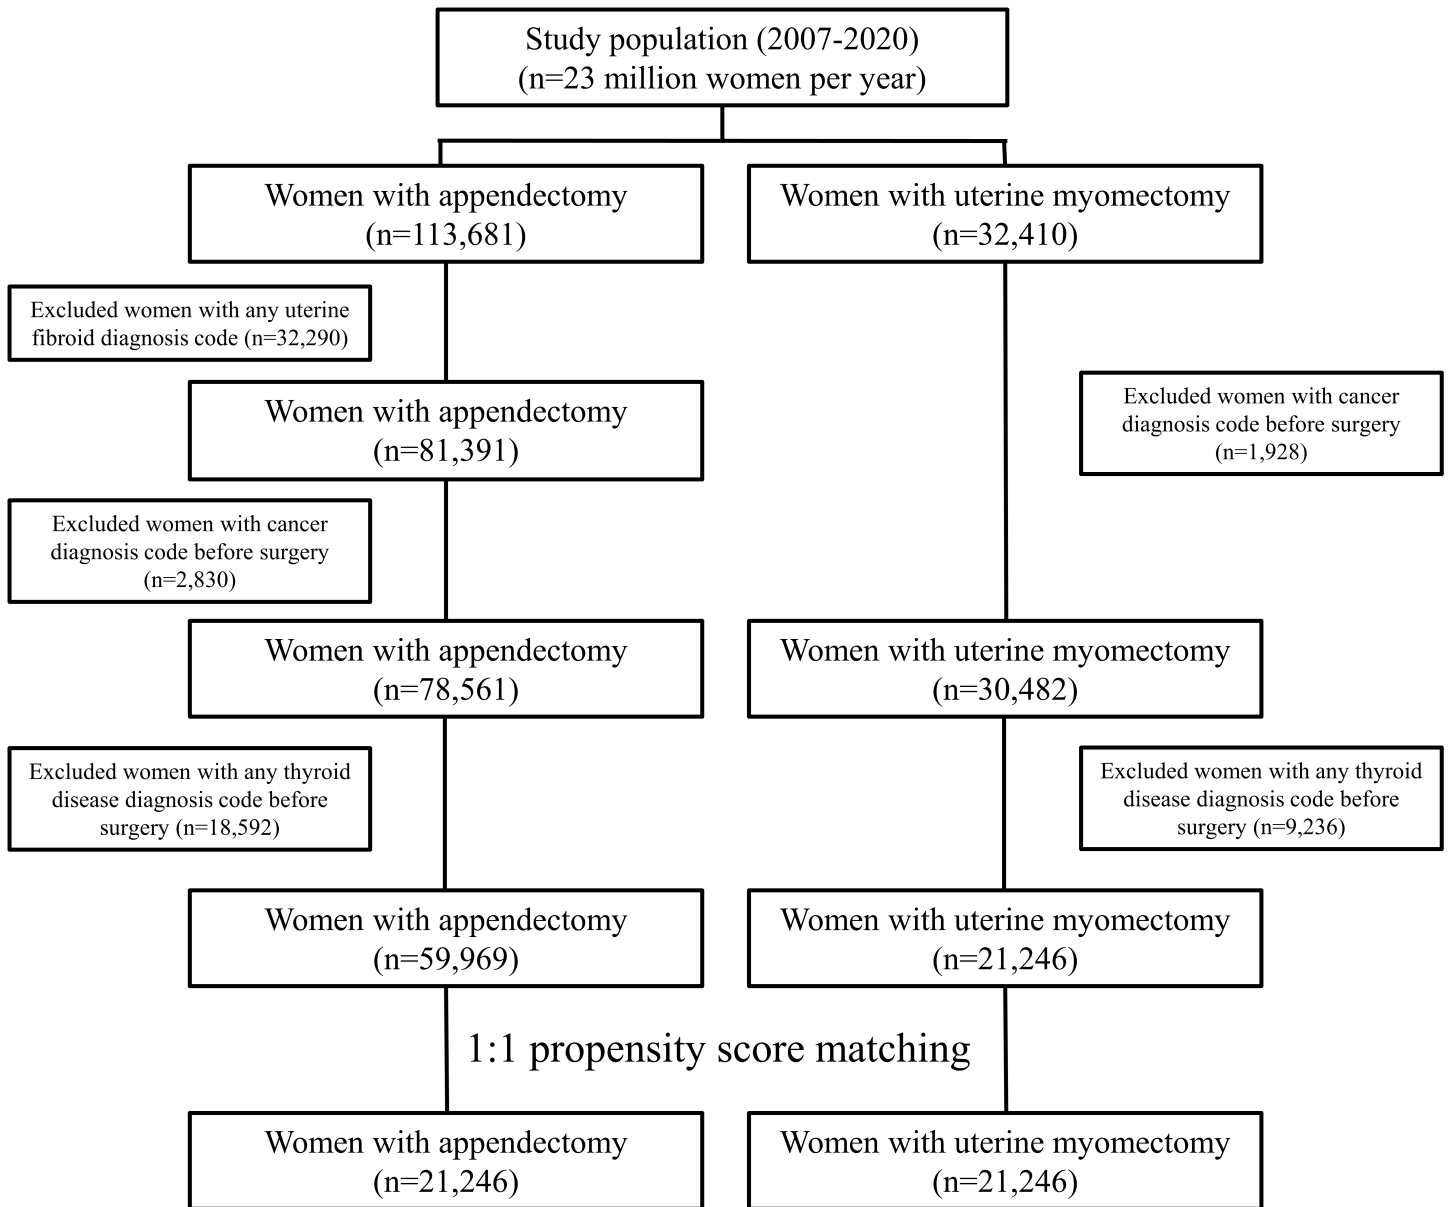 Study population (2007-2020)
(n=23 million women per year)
Women with appendectomy
(n=113,681)
Women with uterine myomectomy
(n=32,410)
Excluded women with any uterine
fibroid diagnosis code (n=32,290)
Women with appendectomy
(n=81,391)
Excluded women with cancer
diagnosis code before surgery
(n=1,928)
Excluded women with cancer
diagnosis code before surgery
(n=2,830)
Women with appendectomy
(n=78,561)
Women with uterine myomectomy
(n=30,482)
Excluded women with any thyroid
disease diagnosis code before
surgery (n=18,592)
Excluded women with any thyroid
disease diagnosis code before
surgery (n=9,236)
Women with appendectomy
(n=59,969)
Women with uterine myomectomy
(n=21,246)
1:1 propensity score matching
Women with appendectomy
(n=21,246)
Women with uterine myomectomy
(n=21,246)